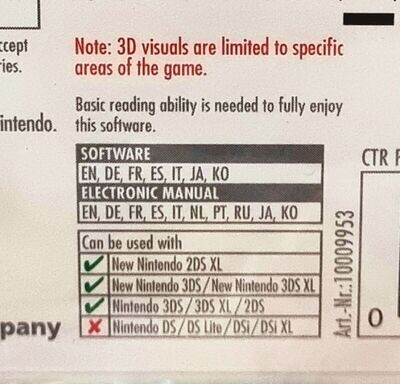 ccept
ies.
intendo.
pany
Note: 3D visuals are limited to specific
areas of the game.
Basic reading ability is needed to fully enjoy
this software.
SOFTWARE
EN, DE, FR, ES, IT, JA, KO
ELECTRONIC MANUAL
EN, DE, FR, ES, IT, NL, PT, RU, JA, KO
Can be used with
New Nintendo 2DS XL
New Nintendo 3DS/New Nintendo 3DS XL
Nintendo 3DS/3DS XL/2DS
Nintendo DS/DS Lite/DSi/DSi XL
Art.-Nr.: 10009953
CTR P
0